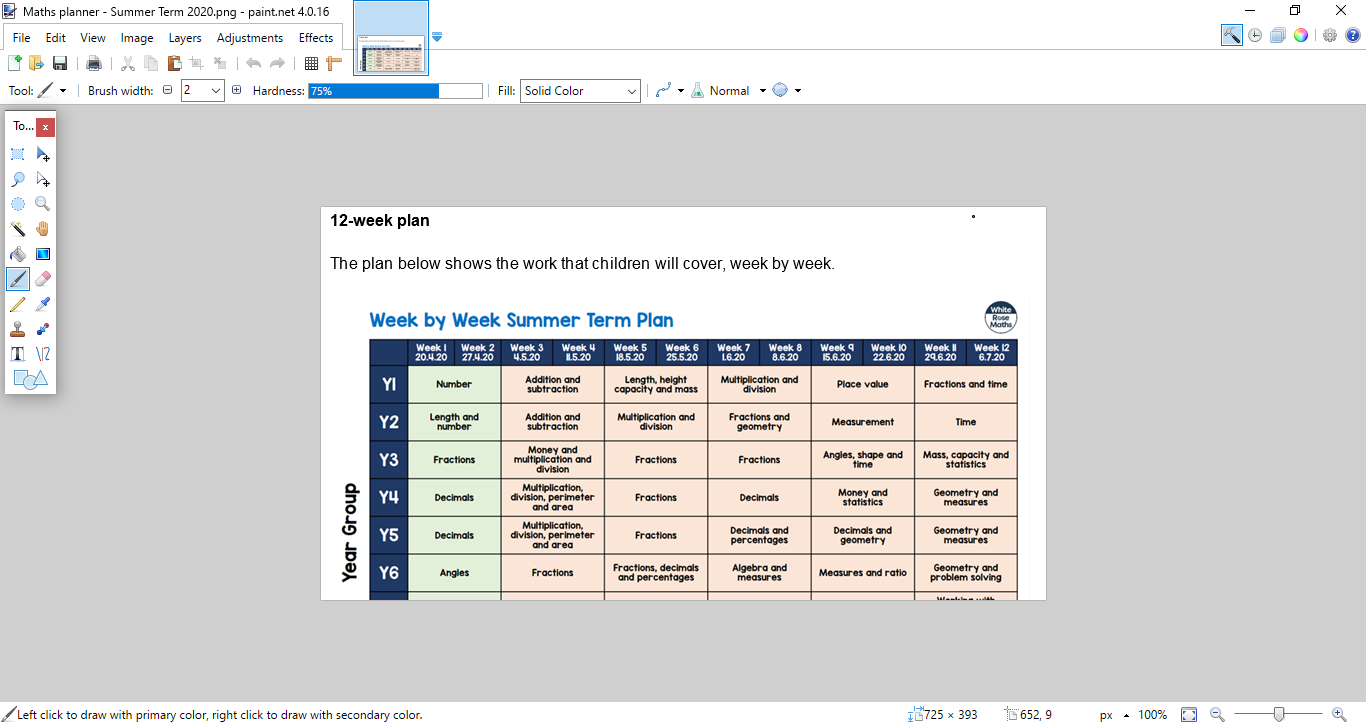 Maths planner - Summer Term 2020.png - paint.net 4.0.16
File Edit View Image Layers Adjustments Effects
Tool: Brush width: 2 Hardness: 75% Fill: Solid Color Normal
To... x
12-week plan
The plan below shows the work that children will cover, week by week.
Week by Week Summer Term Plan
White
Rose
Maths
Week 1 Week 2 Week 3 Week 4 Week 5 Week 6 Week 7 Week 8 Week 9 Week 10 Week 11 Week 12
20.4.20 27.4.20 4.5.20 11.5.20 18.5.20 25.5.20 1.6.20 8.6.20 15.6.20 22.6.20 29.6.20 6.7.20
Year Group
Y1
Number
Addition and
subtraction
Length, height
capacity and mass
Multiplication and
division
Place value
Fractions and time
Y2
Length and
number
Addition and
subtraction
Multiplication and
division
Fractions and
geometry
Measurement
Time
Y3
Fractions
Money and
multiplication and
division
Fractions
Fractions
Angles, shape and
time
Mass, capacity and
statistics
Y4
Decimals
Multiplication,
division, perimeter
and area
Fractions
Decimals
Money and
statistics
Geometry and
measures
Y5
Decimals
Multiplication,
division, perimeter
and area
Fractions
Decimals and
percentages
Decimals and
geometry
Geometry and
measures
Y6
Angles
Fractions
Fractions, decimals
and percentages
Algebra and
measures
Measures and ratio
Geometry and
problem solving
Working with
Left click to draw with primary color, right click to draw with secondary color. 725 × 393 652, 9 px 100%